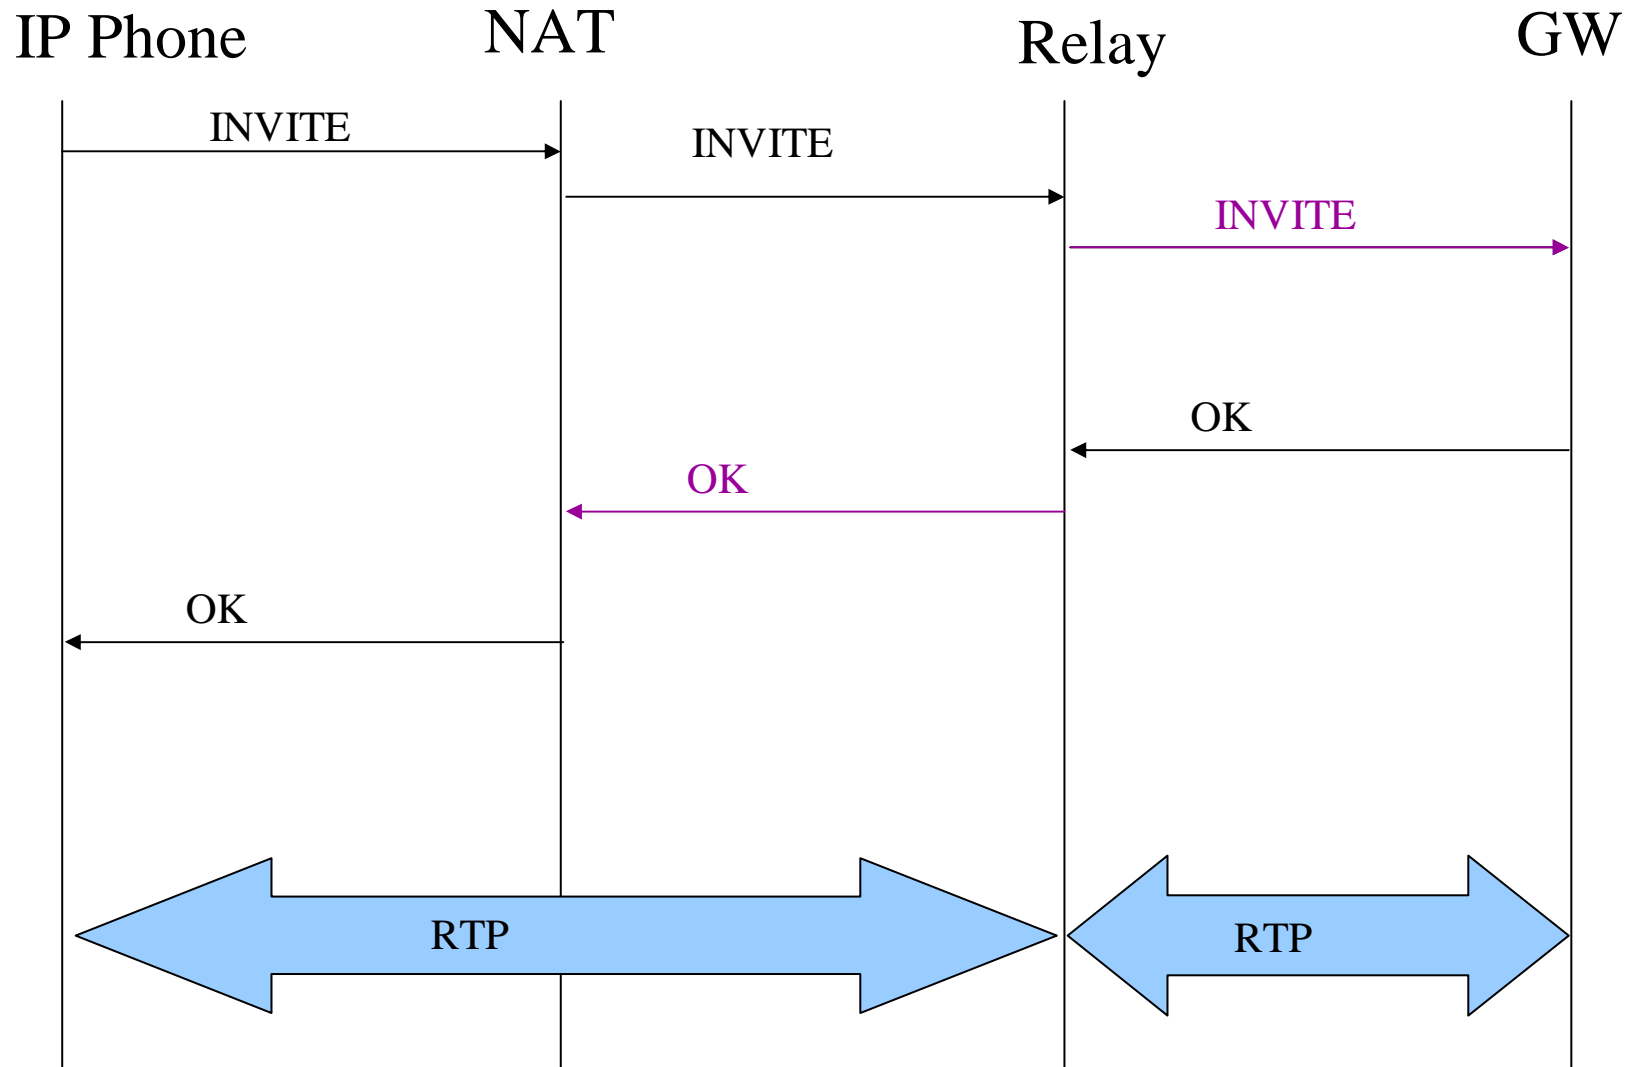 IP Phone
NAT
Relay
GW
INVITE
INVITE
INVITE
OK
OK
OK
RTP
RTP